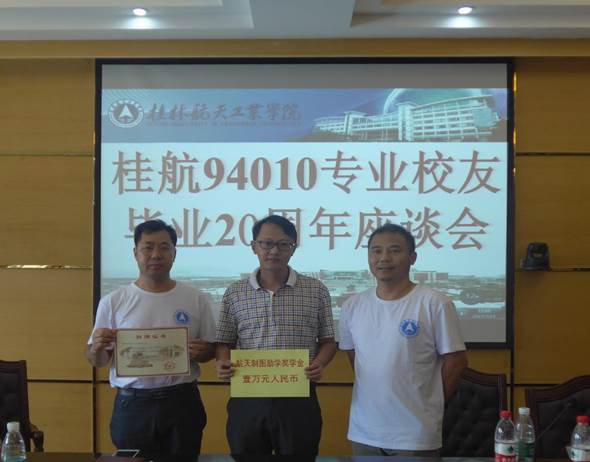 桂林航天工業學院
桂航94010专业校友
毕业20周年座谈会
航天制图助学奖学金
壹万元人民币